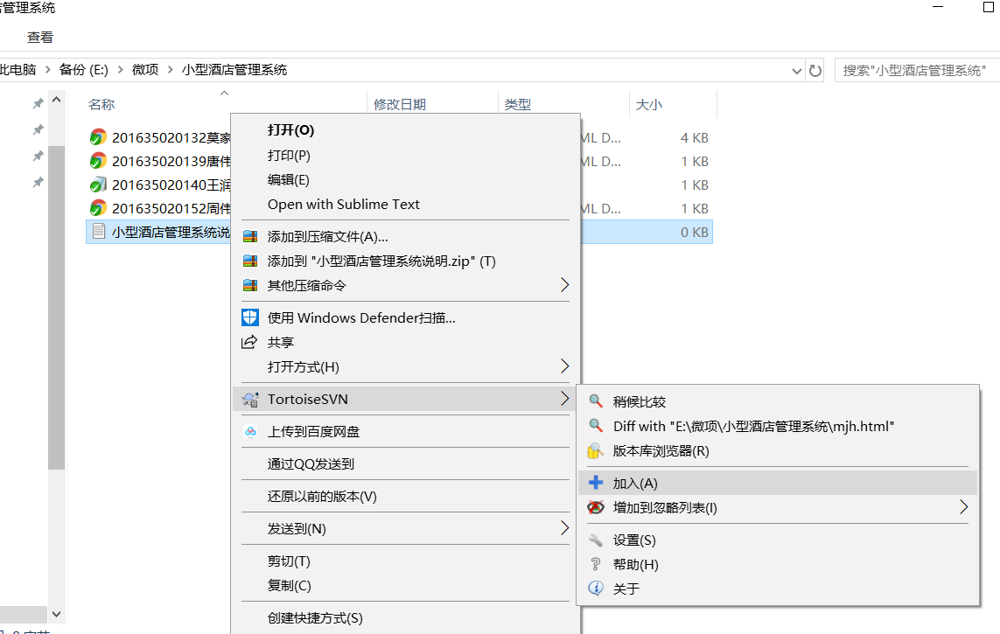 店管理系统
查看
此电脑 > 备份 (E:) > 微项 > 小型酒店管理系统
搜索"小型酒店管理系统"
名称 修改日期 类型 大小
201635020132莫家 ML D... 4 KB
201635020139唐伟 ML D... 1 KB
201635020140王润 1 KB
201635020152周伟 ML D... 1 KB
小型酒店管理系统说 0 KB
打开(O)
打印(P)
编辑(E)
Open with Sublime Text
添加到压缩文件(A)...
添加到 "小型酒店管理系统说明.zip" (T)
其他压缩命令
使用 Windows Defender扫描...
共享
打开方式(H)
TortoiseSVN
上传到百度网盘
通过QQ发送到
还原以前的版本(V)
发送到(N)
剪切(T)
复制(C)
创建快捷方式(S)
稍候比较
Diff with "E:\微项\小型酒店管理系统\mjh.html"
版本库浏览器(R)
加入(A)
增加到忽略列表(I)
设置(S)
帮助(H)
关于